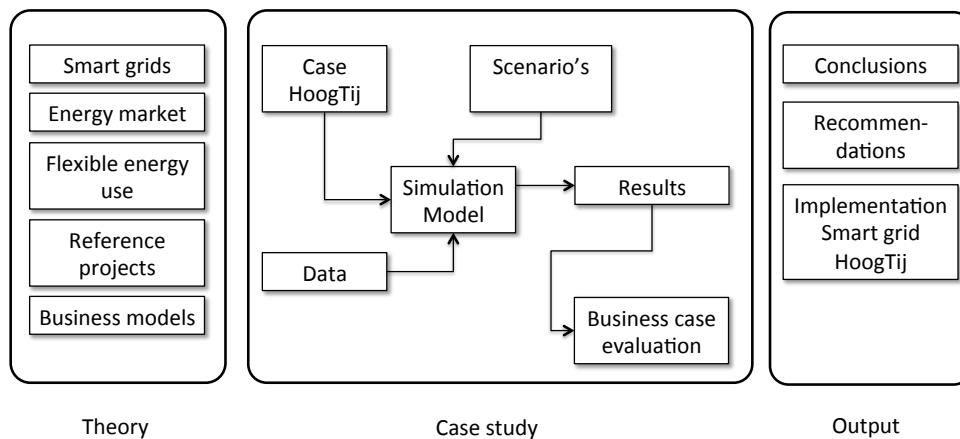 Smart grids
Energy market
Flexible energy
use
Reference
projects
Business models
Theory
Case
HoogTij
Scenario's
Simulation
Model
Results
Data
Business case
evaluation
Case study
Conclusions
Recommen-
dations
Implementation
Smart grid
HoogTij
Output